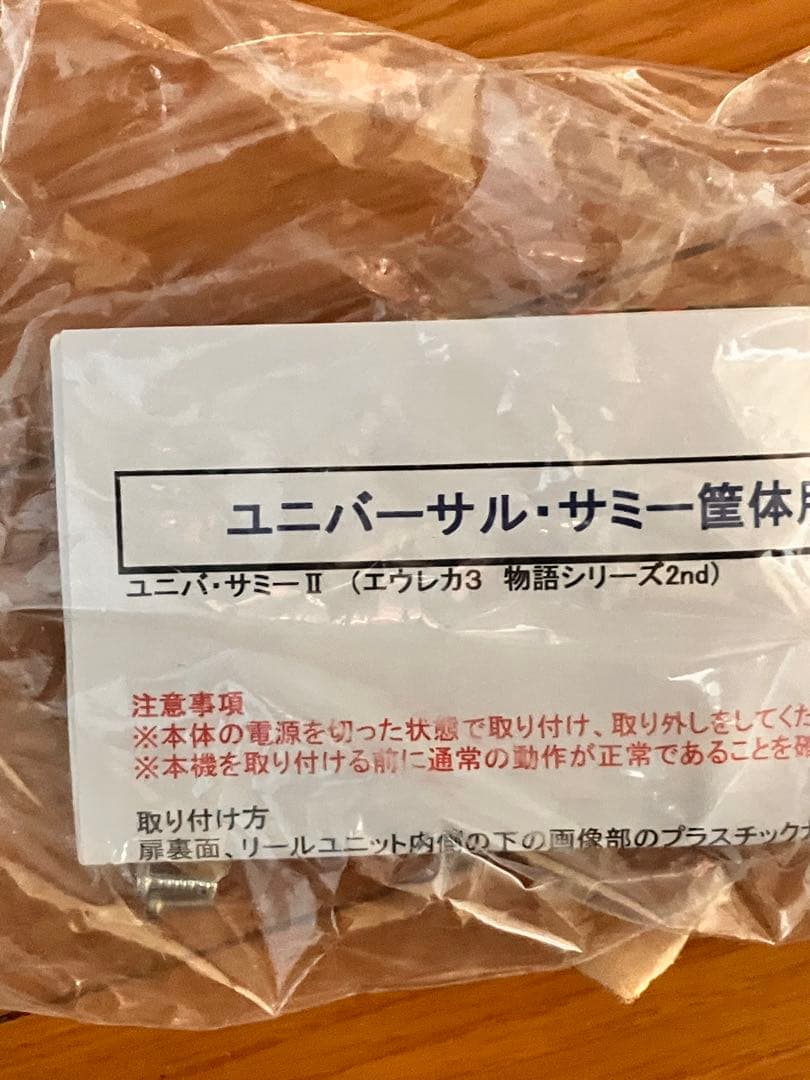 ユニバーサル・サミー筐体用
ユニバ・サミーⅡ （エウレカ3 物語シリーズ2nd）
注意事項
※本体の電源を切った状態で取り付け、取り外しをしてくだ
※本機を取り付ける前に通常の動作が正常であることを確
取り付け方
扉裏面、リールユニット内側の下の画像部のプラスチック